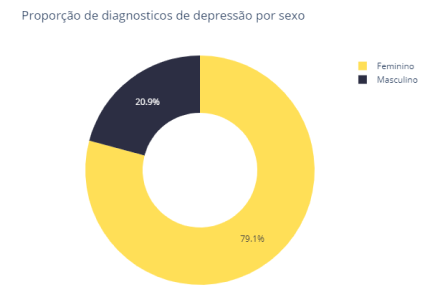 Proporção de diagnosticos de depressão por sexo
Feminino
Masculino
20.9%
79.1%